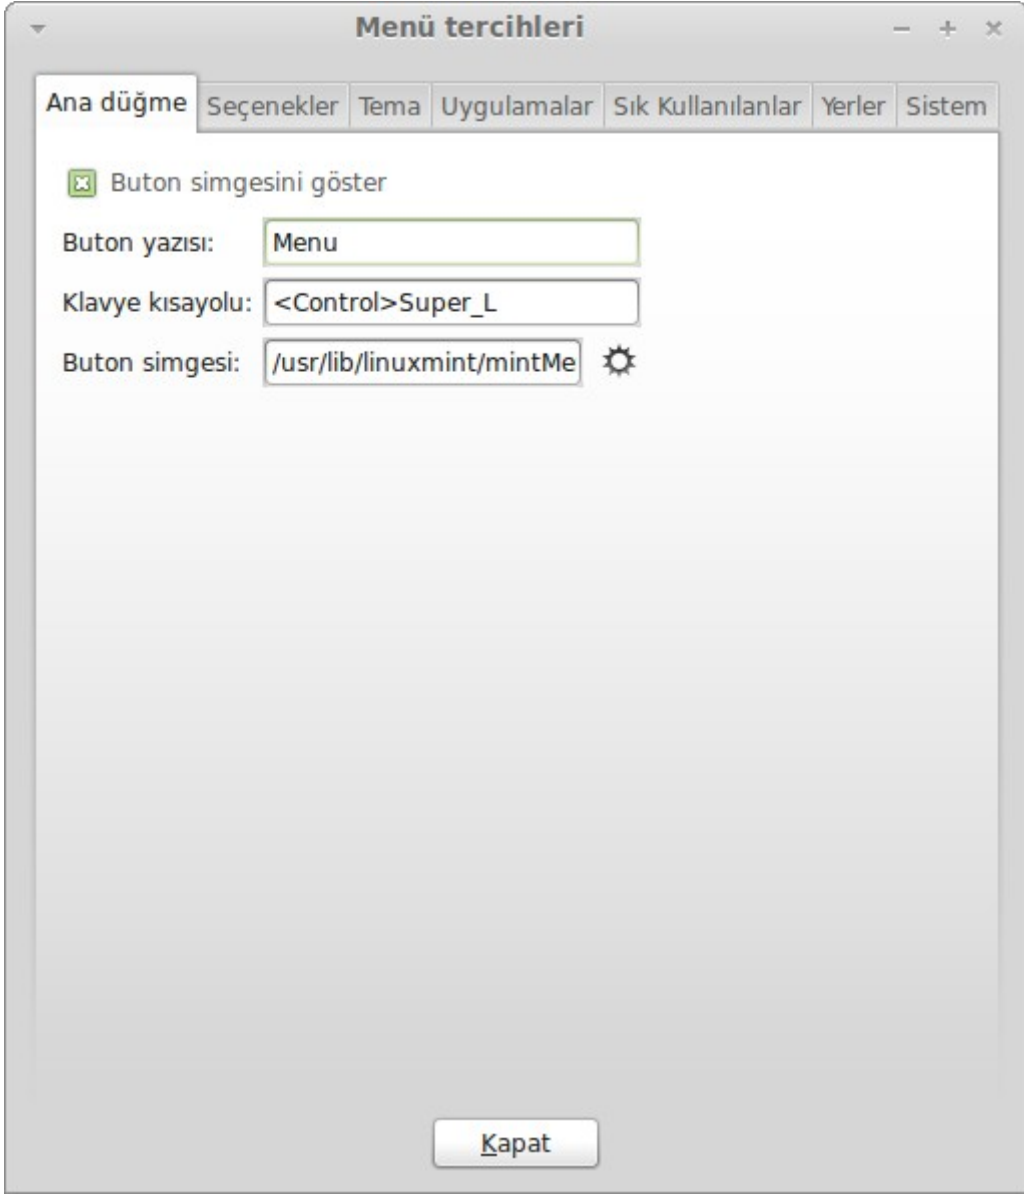 Menü tercihleri
Ana düğme Seçenekler Tema Uygulamalar Sık Kullanılanlar Yerler Sistem
Buton simgesini göster
Buton yazısı: Menu
Klavye kısayolu: <Control>Super_L
Buton simgesi: /usr/lib/linuxmint/mintMe
Kapat